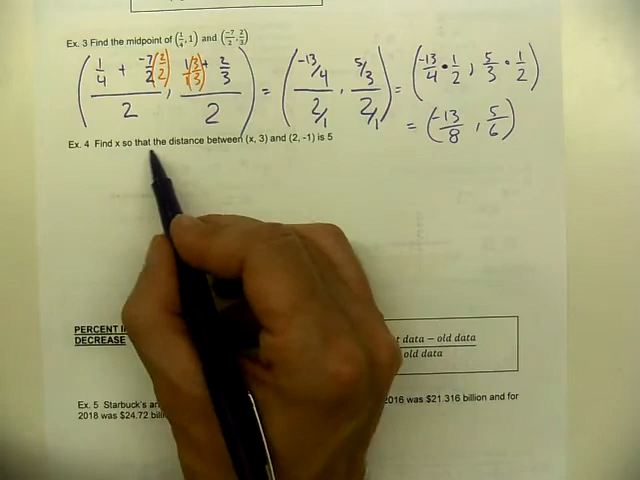 Ex. 3 Find the midpoint of (1/4, 1) and (-7/2, 2/3)
( (1/4 + -7/2 (2/2))/2 , (1/1 (3/3) + 2/3)/2 ) = ( (-13/4)/(2/1) , (5/3)/(2/1) ) = ( -13/4 • 1/2 , 5/3 • 1/2 )
= ( -13/8 , 5/6 )
Ex. 4 Find x so that the distance between (x, 3) and (2, -1) is 5
PERCENT
DECREASE
data − old data
old data
Ex. 5 Starbuck's
2016 was $21.316 billion and for
2018 was $24.72